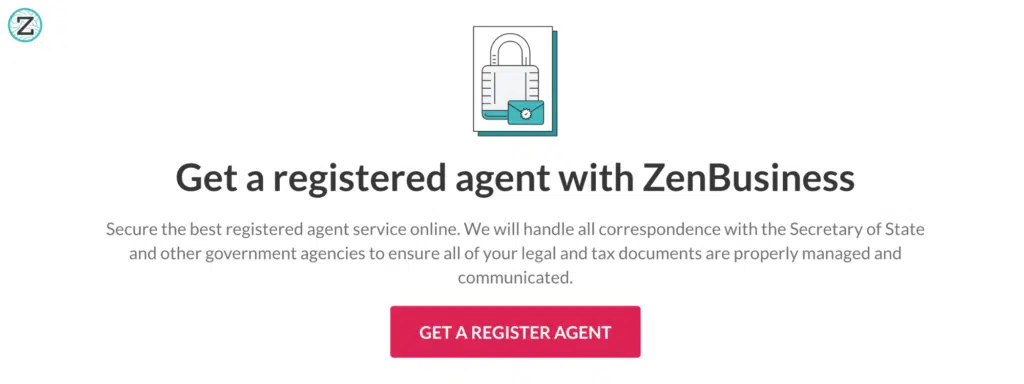 Z
Get a registered agent with ZenBusiness
Secure the best registered agent service online. We will handle all correspondence with the Secretary of State
and other government agencies to ensure all of your legal and tax documents are properly managed and
communicated.
GET A REGISTER AGENT